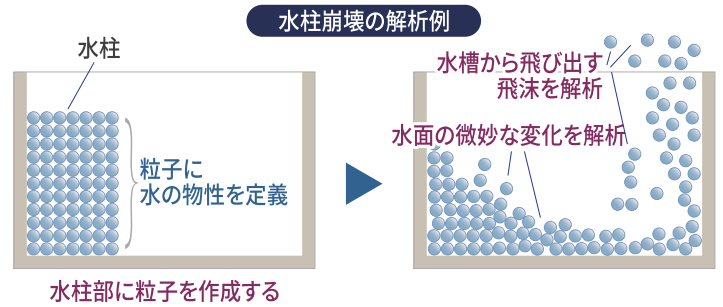 水柱崩壊の解析例
水柱
粒子に
水の物性を定義
水柱部に粒子を作成する
水槽から飛び出す
飛沫を解析
水面の微妙な変化を解析